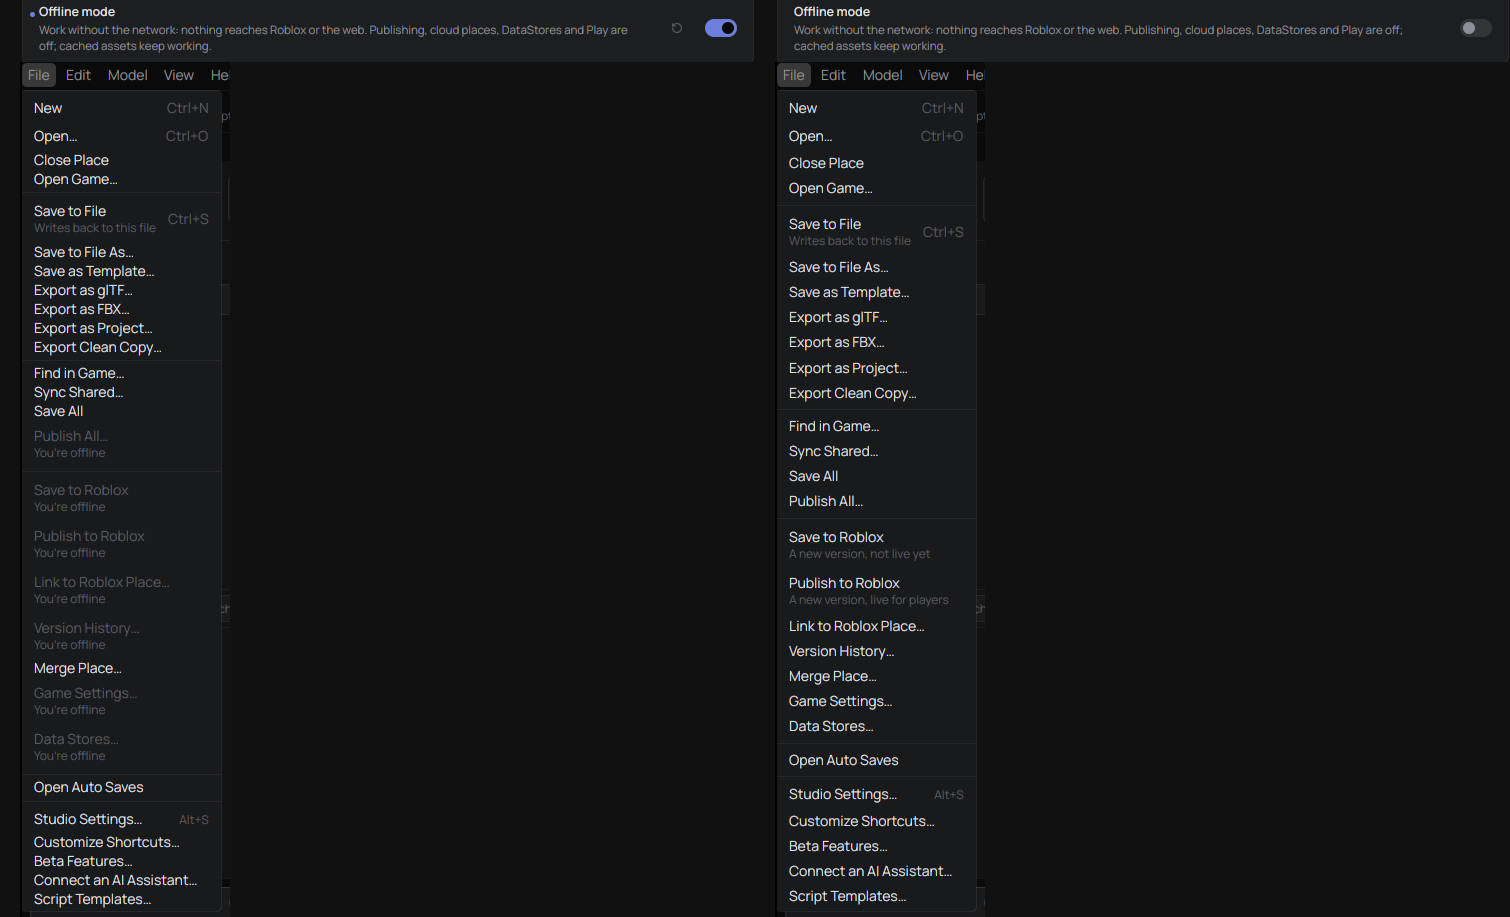 Offline mode
Work without the network: nothing reaches Roblox or the web. Publishing, cloud places, DataStores and Play are
off; cached assets keep working.
File Edit Model View
New Ctrl+N
Open... Ctrl+O
Close Place
Open Game...
Save to File Ctrl+S
Writes back to this file
Save to File As...
Save as Template...
Export as glTF...
Export as FBX...
Export as Project...
Export Clean Copy...
Find in Game...
Sync Shared...
Save All
Publish All...
You're offline
Save to Roblox
You're offline
Publish to Roblox
You're offline
Link to Roblox Place...
You're offline
Version History...
You're offline
Merge Place...
Game Settings...
You're offline
Data Stores...
You're offline
Open Auto Saves
Studio Settings... Alt+S
Customize Shortcuts...
Beta Features...
Connect an AI Assistant...
Script Templates...
Offline mode
Work without the network: nothing reaches Roblox or the web. Publishing, cloud places, DataStores and Play are off;
cached assets keep working.
File Edit Model View
New Ctrl+N
Open... Ctrl+O
Close Place
Open Game...
Save to File Ctrl+S
Writes back to this file
Save to File As...
Save as Template...
Export as glTF...
Export as FBX...
Export as Project...
Export Clean Copy...
Find in Game...
Sync Shared...
Save All
Publish All...
Save to Roblox
A new version, not live yet
Publish to Roblox
A new version, live for players
Link to Roblox Place...
Version History...
Merge Place...
Game Settings...
Data Stores...
Open Auto Saves
Studio Settings... Alt+S
Customize Shortcuts...
Beta Features...
Connect an AI Assistant...
Script Templates...